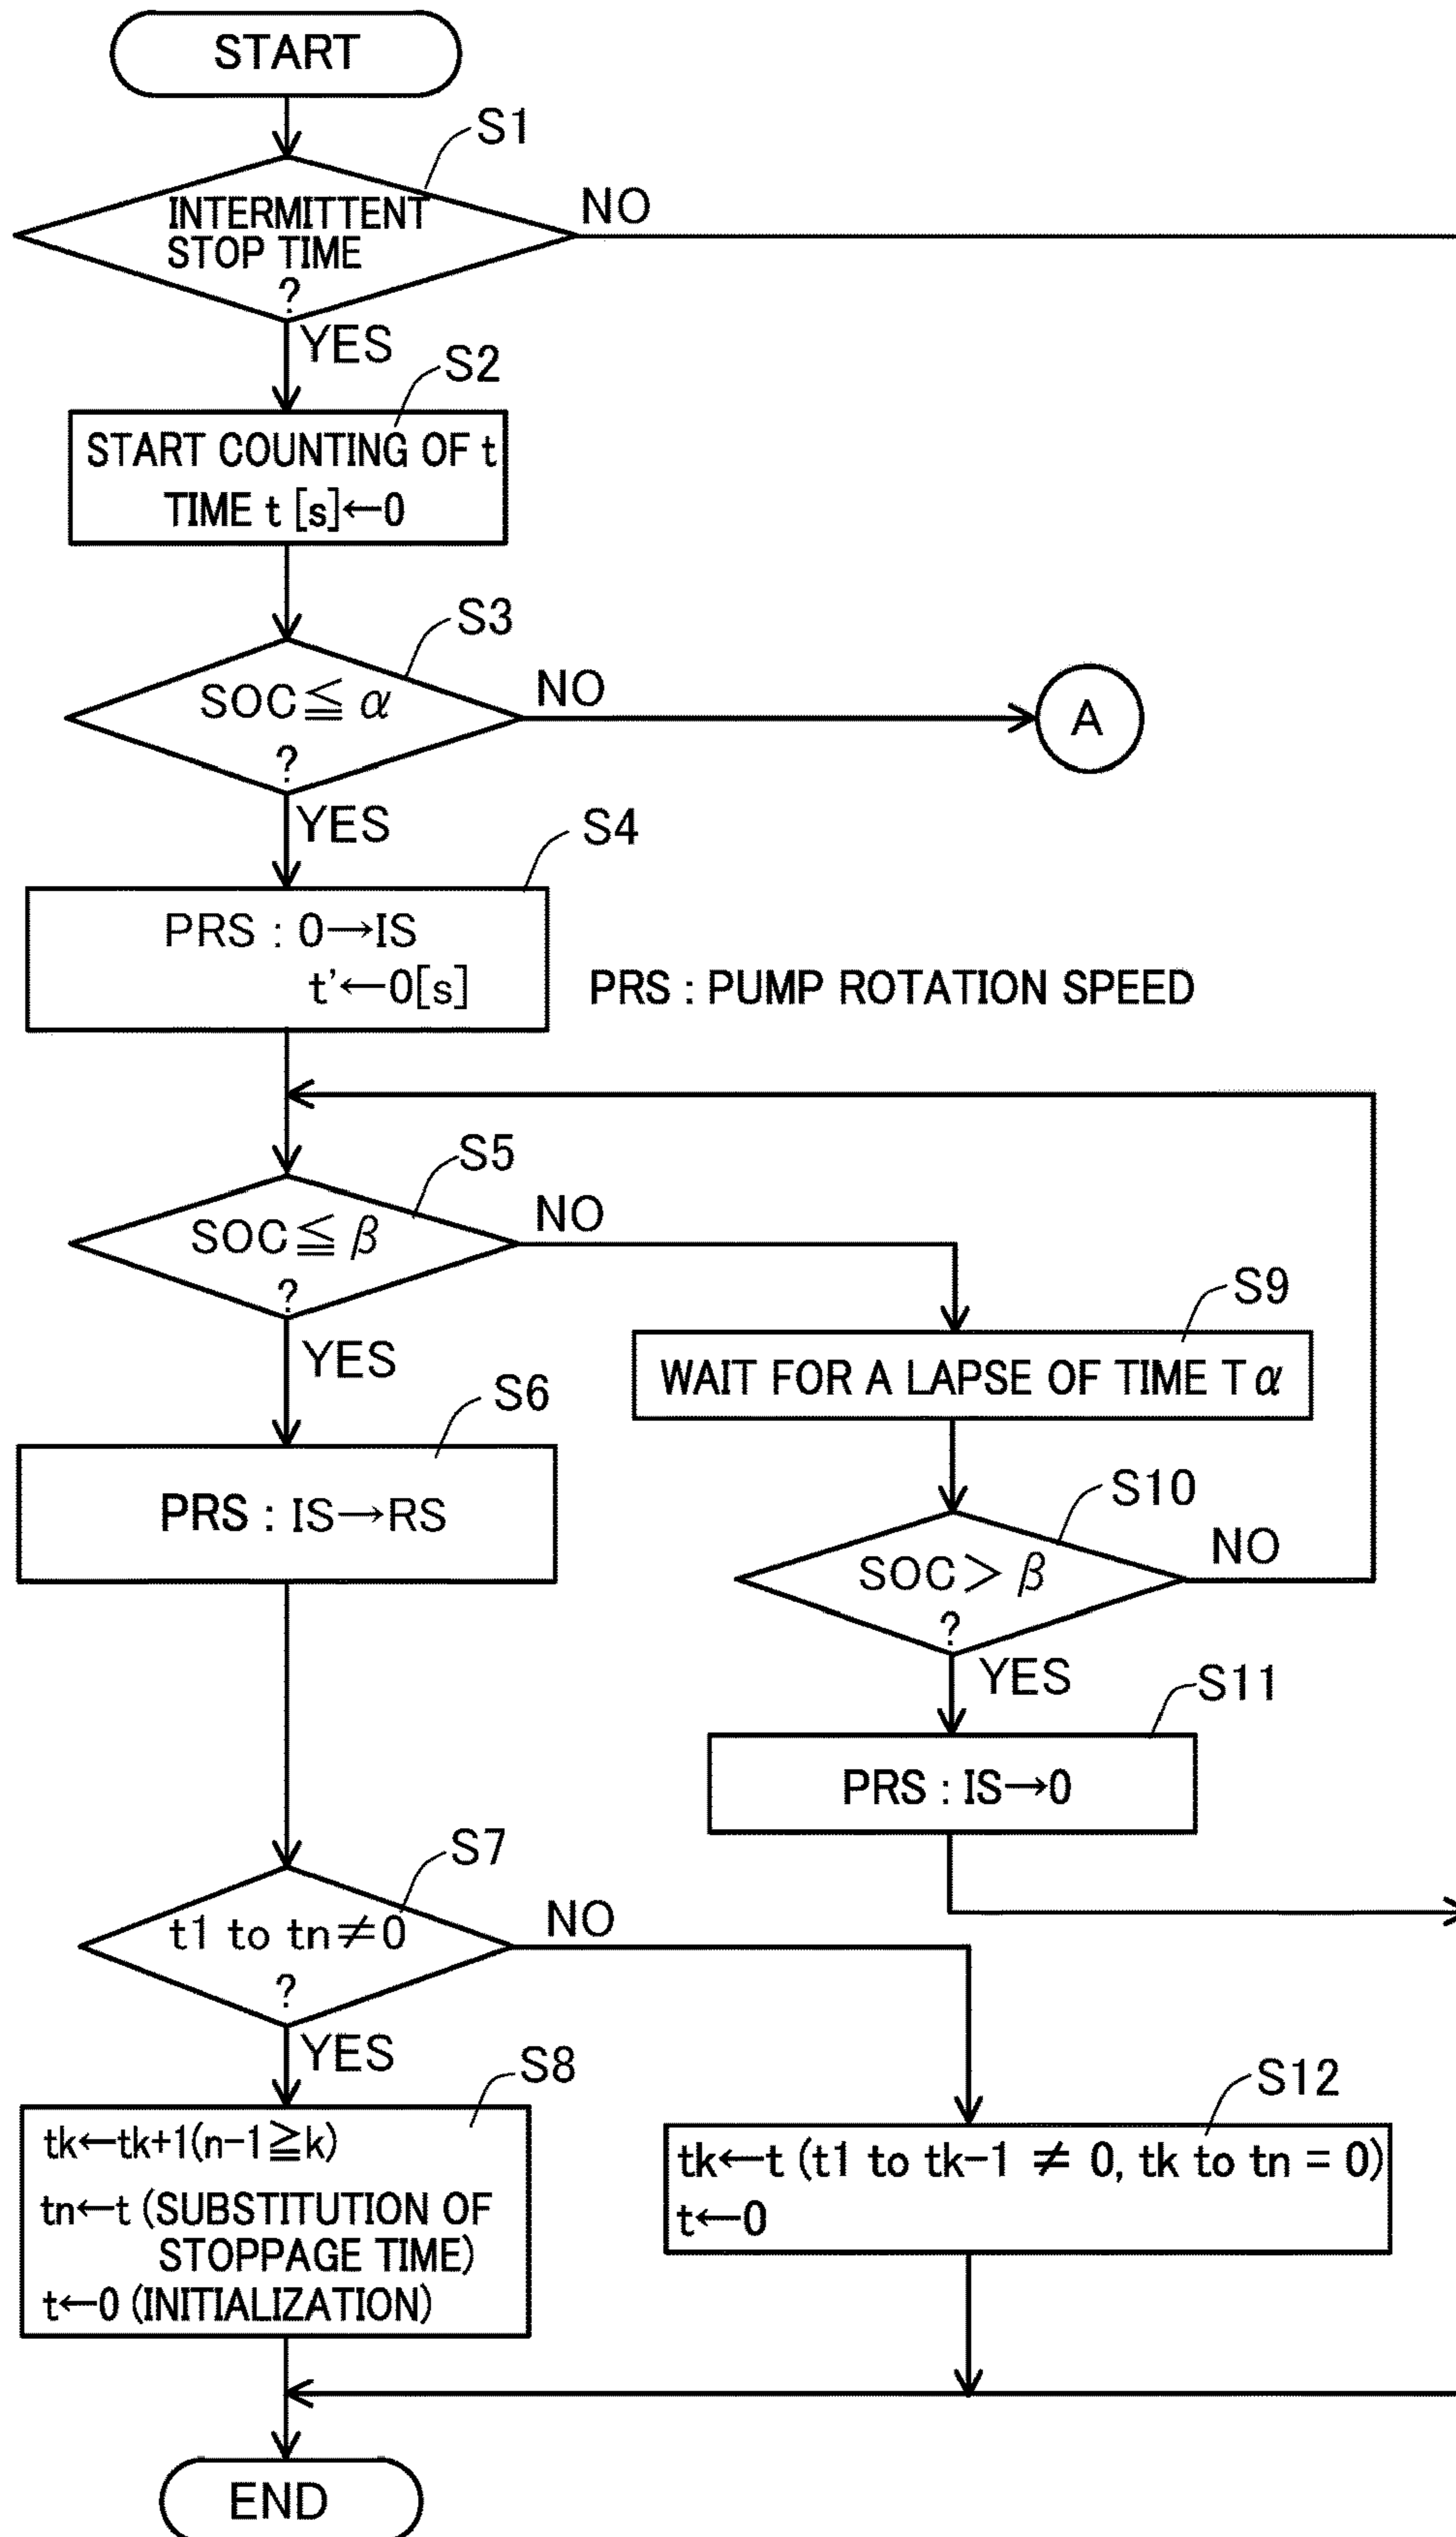 START
S1
INTERMITTENT
STOP TIME
?
NO
YES
S2
START COUNTING OF t
TIME t [s]←0
S3
SOC≦ α
?
NO
A
YES
S4
PRS : 0→IS
t'←0[s]
PRS : PUMP ROTATION SPEED
S5
SOC≦ β
?
NO
YES
S9
WAIT FOR A LAPSE OF TIME Tα
S6
PRS : IS→RS
S10
SOC> β
?
NO
YES
S11
PRS : IS→0
S7
t1 to tn≠0
?
NO
YES
S8
tk←tk+1(n-1≧k)
tn←t (SUBSTITUTION OF
STOPPAGE TIME)
t←0 (INITIALIZATION)
S12
tk←t (t1 to tk-1 ≠ 0, tk to tn = 0)
t←0
END